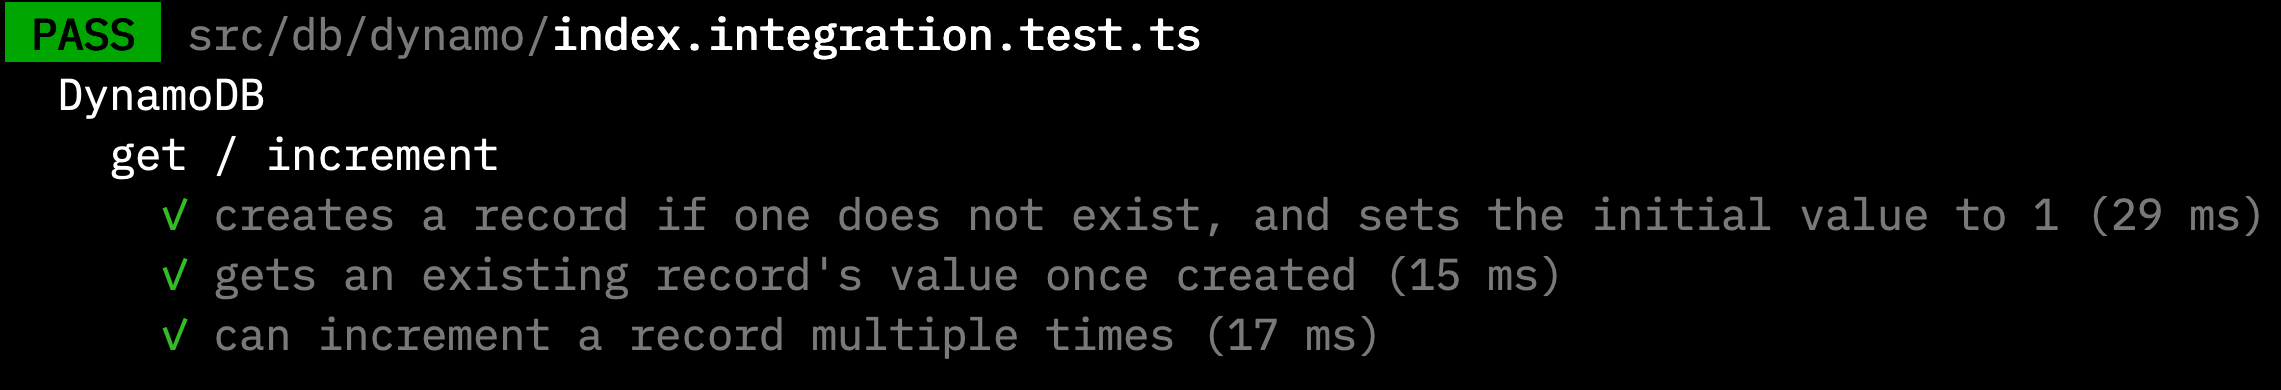 PASS src/db/dynamo/index.integration.test.ts
DynamoDB
get / increment
√ creates a record if one does not exist, and sets the initial value to 1 (29 ms)
√ gets an existing record's value once created (15 ms)
√ can increment a record multiple times (17 ms)